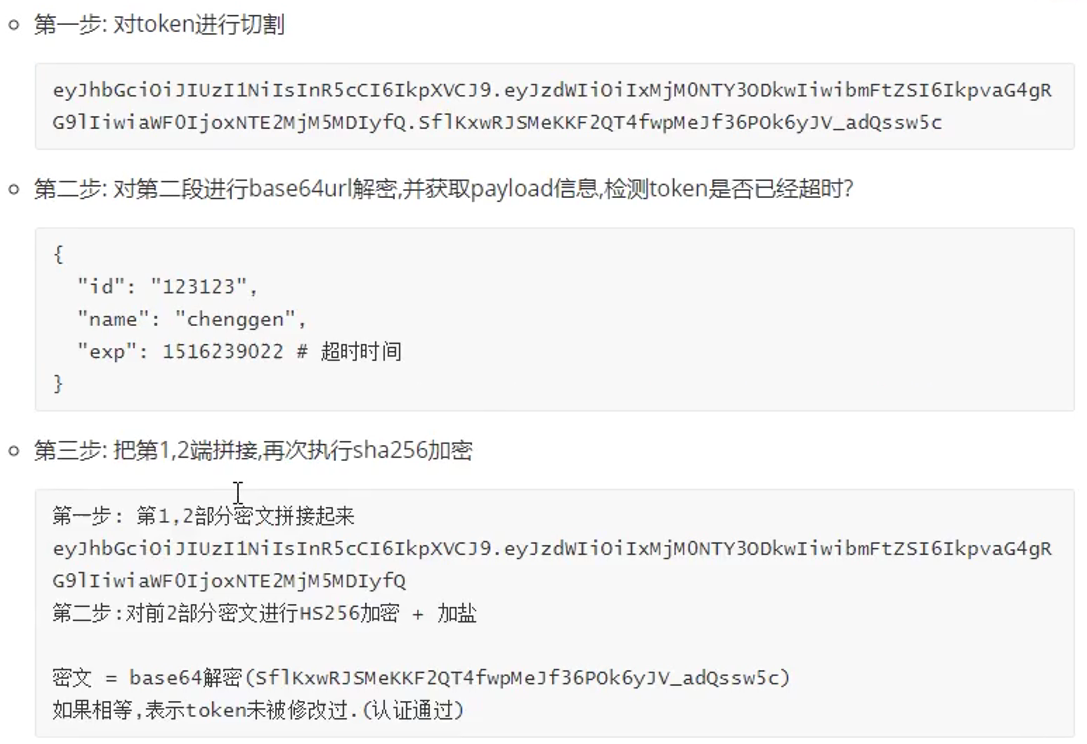 第一步: 对token进行切割
eyJhbGciOiJIUzI1NiIsInR5cCI6IkpXVCJ9.eyJzdWIiOiIxMjM0NTY3ODkwIiwibmFtZSI6IkpvaG4gR
G9lIiwiaWF0IjoxNTE2MjM5MDIyfQ.SflKxwRJSMeKKF2QT4fwpMeJf36POk6yJV_adQssw5c
第二步: 对第二段进行base64url解密,并获取payload信息,检测token是否已经超时?
{
"id": "123123",
"name": "chenggen",
"exp": 1516239022 # 超时时间
}
第三步: 把第1,2端拼接,再次执行sha256加密
第一步: 第1,2部分密文拼接起来
eyJhbGciOiJIUzI1NiIsInR5cCI6IkpXVCJ9.eyJzdWIiOiIxMjM0NTY3ODkwIiwibmFtZSI6IkpvaG4gR
G9lIiwiaWF0IjoxNTE2MjM5MDIyfQ
第二步:对前2部分密文进行HS256加密 + 加盐
密文 = base64解密(SflKxwRJSMeKKF2QT4fwpMeJf36POk6yJV_adQssw5c)
如果相等,表示token未被修改过.(认证通过)